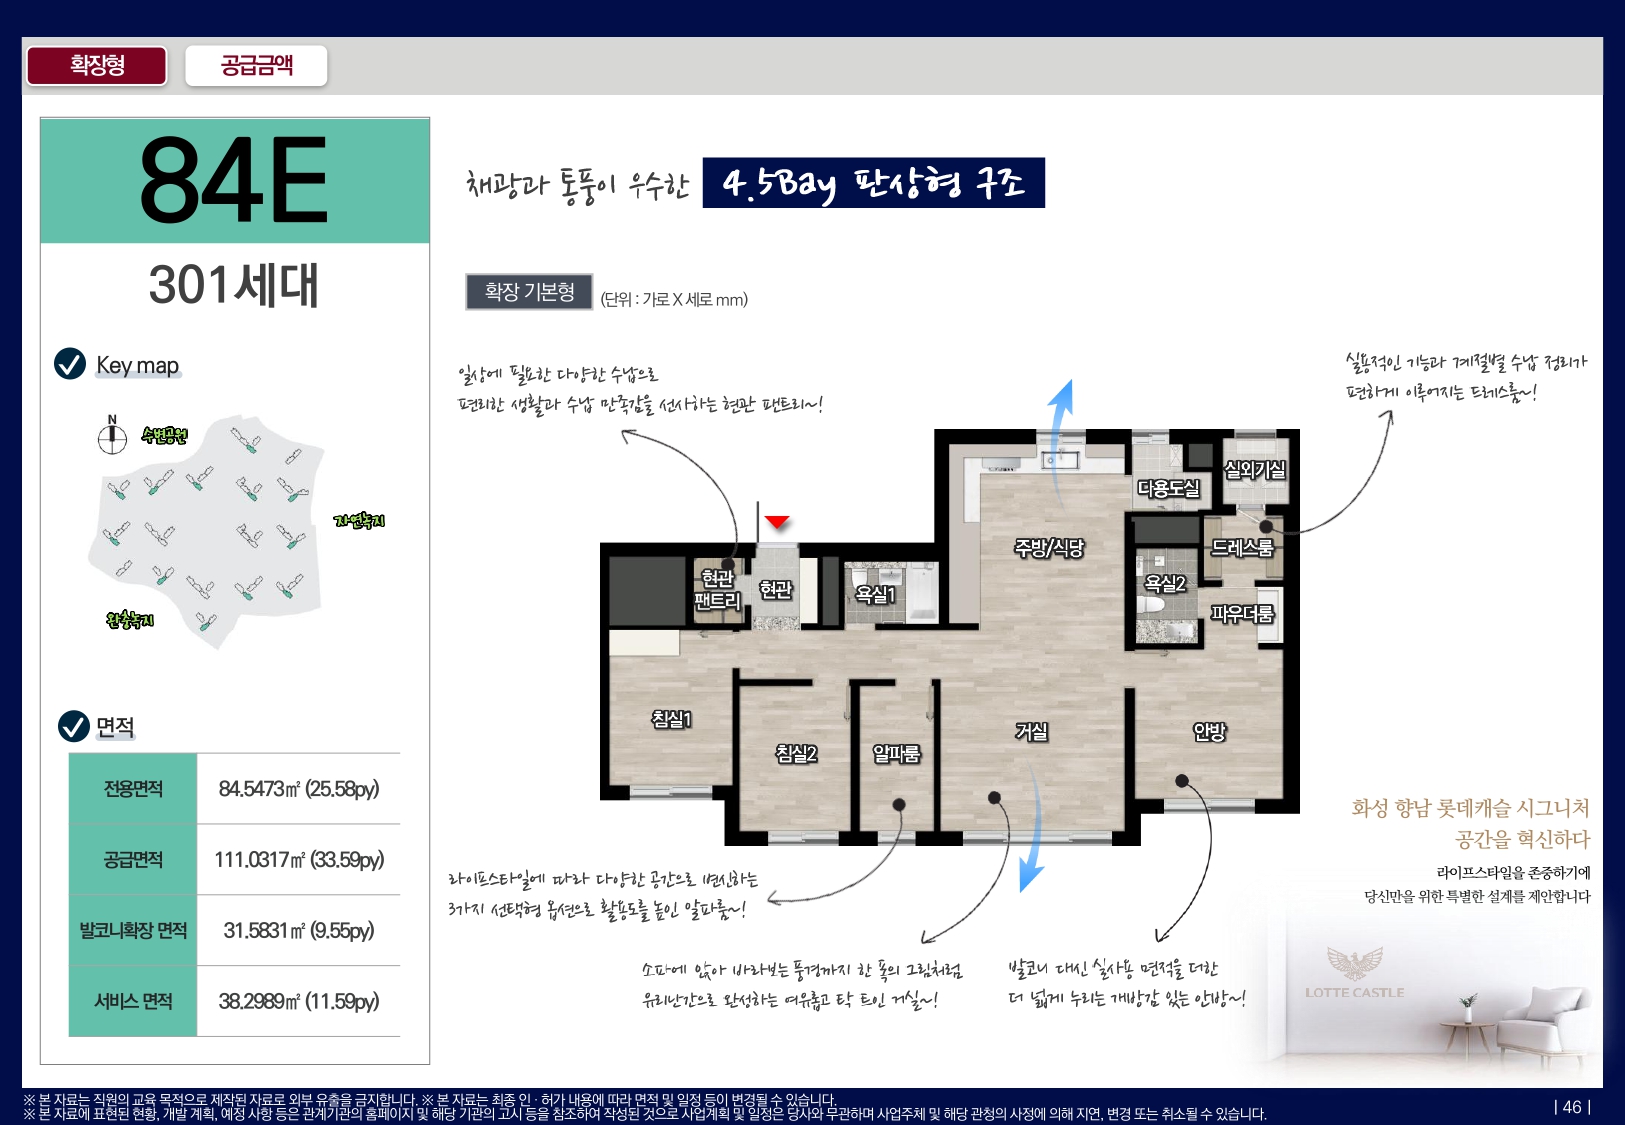 확장형
공급금액
84E
301세대
Key map
N
수변공원
자연녹지
완충녹지
면적
전용면적 84.5473㎡ (25.58py)
공급면적 111.0317㎡ (33.59py)
발코니확장 면적 31.5831㎡ (9.55py)
서비스 면적 38.2989㎡ (11.59py)
채광과 통풍이 우수한 4.5Bay 판상형 구조
확장 기본형 (단위 : 가로 X 세로 mm)
일상에 필요한 다양한 수납으로
편리한 생활과 수납 만족감을 선사하는 현관 팬트리~!
실용적인 기능과 계절별 수납 정리가
편하게 이루어지는 드레스룸~!
실외기실
다용도실
주방/식당
드레스룸
현관
팬트리
현관
욕실1
욕실2
파우더룸
침실1
침실2
알파룸
거실
안방
라이프스타일에 따라 다양한 공간으로 변신하는
3가지 선택형 옵션으로 활용도를 높인 알파룸~!
소파에 앉아 바라보는 풍경까지 한 폭의 그림처럼
유리난간으로 완성하는 여유롭고 탁 트인 거실~!
발코니 대신 실사용 면적을 더한
더 넓게 누리는 개방감 있는 안방~!
화성 향남 롯데캐슬 시그니처
공간을 혁신하다
라이프스타일을 존중하기에
당신만을 위한 특별한 설계를 제안합니다
LOTTE CASTLE
※ 본 자료는 직원의 교육 목적으로 제작된 자료로 외부 유출을 금지합니다. ※ 본 자료는 최종 인 · 허가 내용에 따라 면적 및 일정 등이 변경될 수 있습니다.
※ 본 자료에 표현된 현황, 개발 계획, 예정 사항 등은 관계기관의 홈페이지 및 해당 기관의 고시 등을 참조하여 작성된 것으로 사업계획 및 일정은 당사와 무관하며 사업주체 및 해당 관청의 사정에 의해 지연, 변경 또는 취소될 수 있습니다.
| 46 |